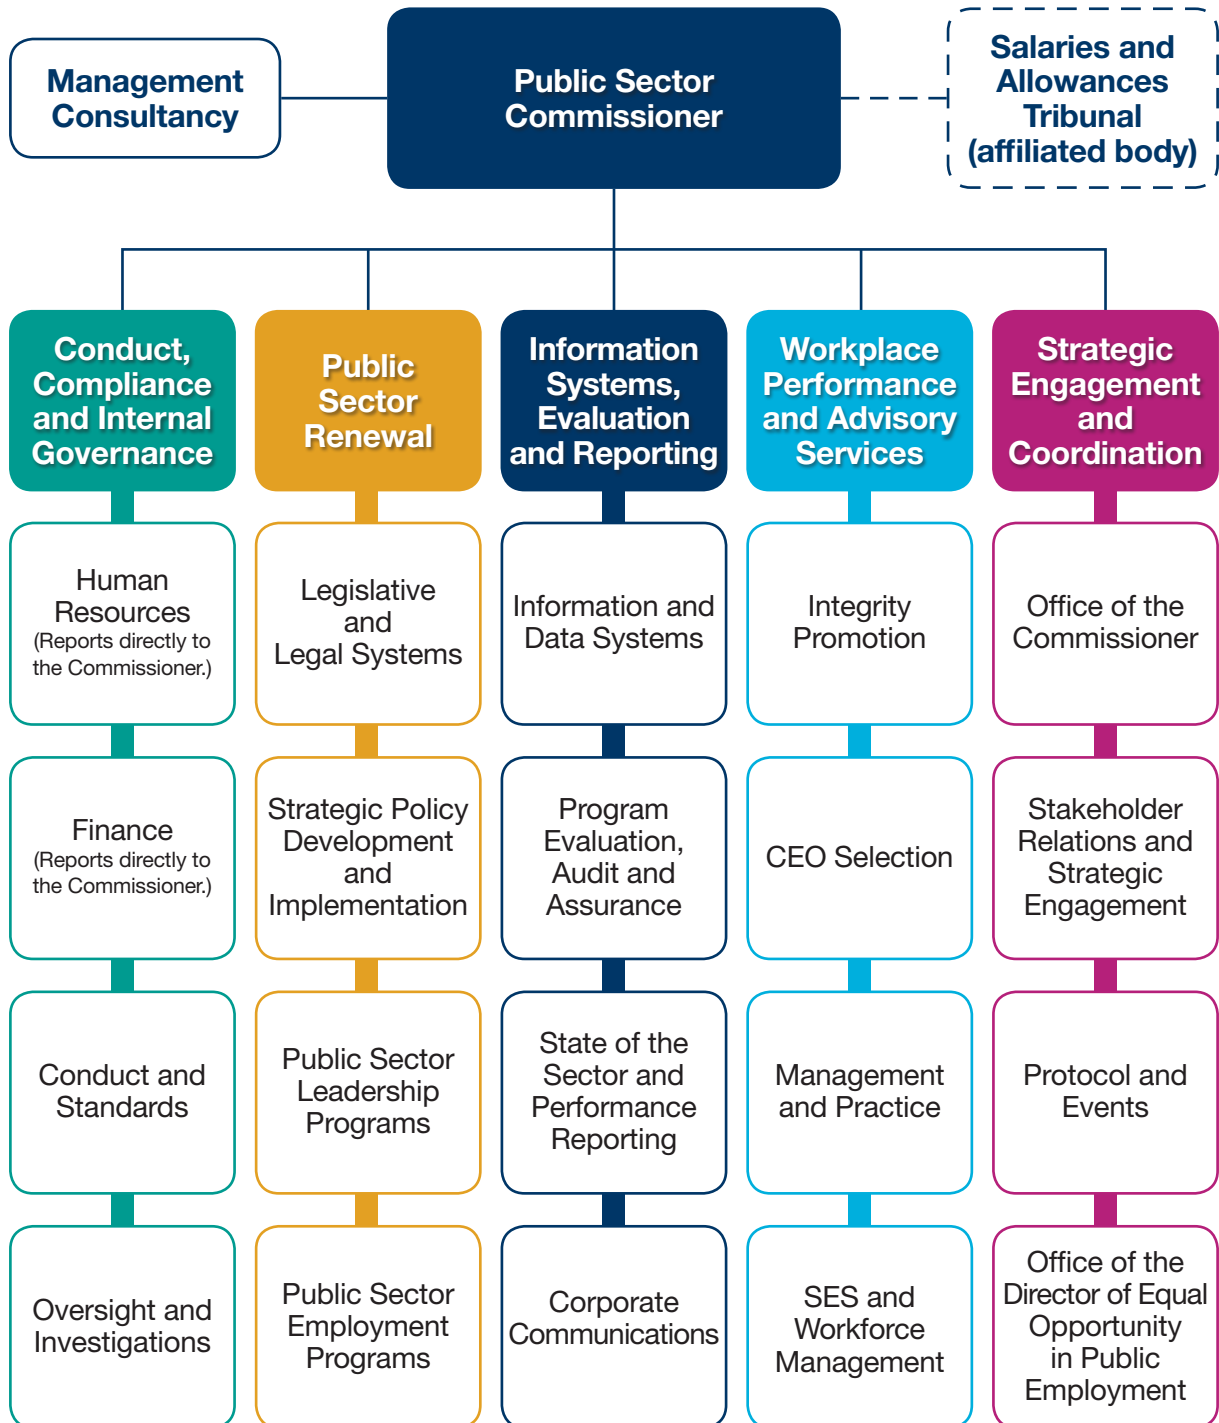 Management
Consultancy
Public Sector
Commissioner
Salaries and
Allowances
Tribunal
(affiliated body)
Conduct,
Compliance
and Internal
Governance
Public
Sector
Renewal
Information
Systems,
Evaluation
and Reporting
Workplace
Performance
and Advisory
Services
Strategic
Engagement
and
Coordination
Human
Resources
(Reports directly to
the Commissioner.)
Legislative
and
Legal Systems
Information and
Data Systems
Integrity
Promotion
Office of the
Commissioner
Finance
(Reports directly to
the Commissioner.)
Strategic Policy
Development
and
Implementation
Program
Evaluation,
Audit and
Assurance
CEO Selection
Stakeholder
Relations and
Strategic
Engagement
Conduct and
Standards
Public Sector
Leadership
Programs
State of the
Sector and
Performance
Reporting
Management
and Practice
Protocol and
Events
Oversight and
Investigations
Public Sector
Employment
Programs
Corporate
Communications
SES and
Workforce
Management
Office of the
Director of Equal
Opportunity
in Public
Employment